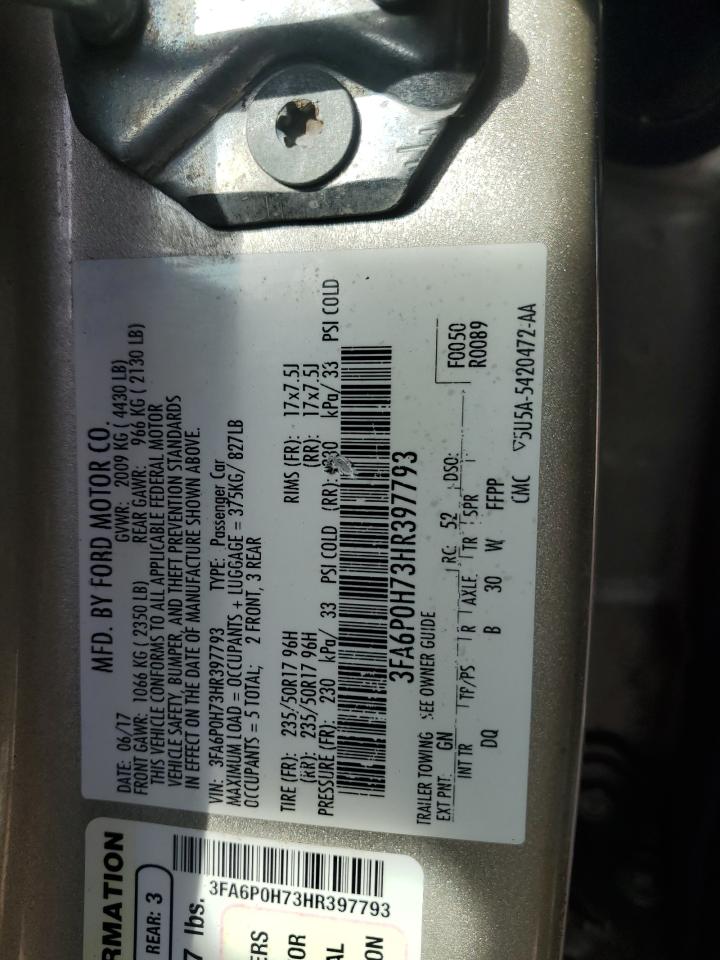 MFD. BY FORD MOTOR CO.
DATE: 06/17 GVWR: 2009 KG ( 4430 LB)
FRONT GAWR: 1066 KG ( 2350 LB) REAR GAWR: 966 KG ( 2130 LB)
THIS VEHICLE CONFORMS TO ALL APPLICABLE FEDERAL MOTOR
VEHICLE SAFETY, BUMPER, AND THEFT PREVENTION STANDARDS
IN EFFECT ON THE DATE OF MANUFACTURE SHOWN ABOVE.
VIN: 3FA6P0H73HR397793 TYPE: Passenger Car
MAXIMUM LOAD = OCCUPANTS + LUGGAGE = 375KG/ 827LB
OCCUPANTS = 5 TOTAL; 2 FRONT, 3 REAR
TIRE (FR): 235/50R17 96H RIMS (FR): 17x7.5J
(RR): 235/50R17 96H (RR): 17x7.5J
PRESSURE (FR): 230 kPa/ 33 PSI COLD (RR): 230 kPa/ 33 PSI COLD
3FA6P0H73HR397793
TRAILER TOWING SEE OWNER GUIDE
EXT PNT: GN RC: 52 DSO: F0050
R0089
INT TR TP/PS R AXLE TR SPR
DQ B 30 W FFPP
CMC ▽5U5A-5420472-AA
RMATION
REAR: 3
7 lbs.
3FA6P0H73HR397793
ERS
OR
AL
ON